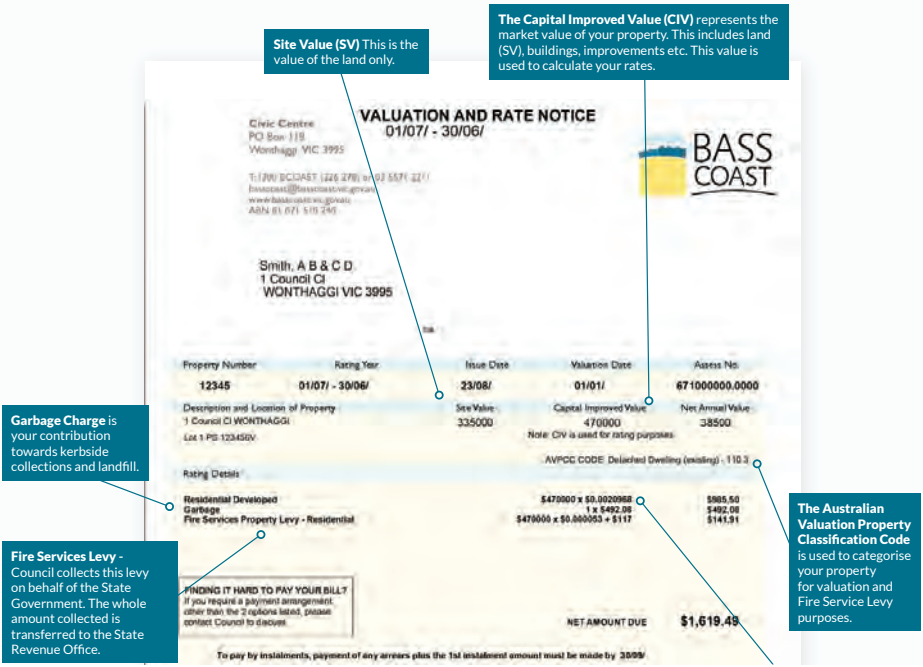 The Capital Improved Value (CIV) represents the
market value of your property. This includes land
(SV), buildings, improvements etc. This value is
used to calculate your rates.
Site Value (SV) This is the
value of the land only.
VALUATION AND RATE NOTICE
01/07/ - 30/06/
Civic Centre
PO Box 118
Wonthaggi VIC 3995
BASS
COAST
Smith, A B & C D
1 Council Cl
WONTHAGGI VIC 3995
Property Number Rating Year Issue Date Valuation Date Assess No.
12345 01/07/ - 30/06/ 23/08/ 01/01/ 671000000.0000
Description and Location of Property Site Value Capital Improved Value Net Annual Value
1 Council Cl WONTHAGGI 335000 470000 38500
Lot 1 PS 123456V Note: CIV is used for rating purposes
AVPCC CODE: Detached Dwelling (existing) - 110.3
Rating Details
Residential Developed $470000 x $0.0020968 $985.50
Garbage 1 x $492.08 $492.08
Fire Services Property Levy - Residential $470000 x $0.000053 + $117 $141.91
Garbage Charge is
your contribution
towards kerbside
collections and landfill.
Fire Services Levy -
Council collects this levy
on behalf of the State
Government. The whole
amount collected is
transferred to the State
Revenue Office.
The Australian
Valuation Property
Classification Code
is used to categorise
your property
for valuation and
Fire Service Levy
purposes.
FINDING IT HARD TO PAY YOUR BILL?
If you require a payment arrangement
other than the 2 options listed, please
contact Council to discuss
NET AMOUNT DUE $1,619.49
To pay by instalments, payment of any arrears plus the 1st instalment amount must be made by 30/09/